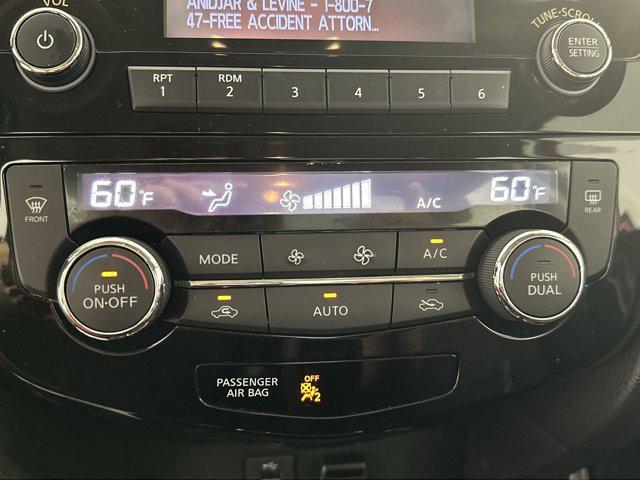 VOL
ANIDJAR & LEVINE - 1-800-7
47-FREE ACCIDENT ATTORN...
TUNE·SCROLL
ENTER
SETTING
RPT
1
RDM
2
3
4
5
6
60°F
A/C
60°F
FRONT
REAR
MODE
A/C
PUSH
ON·OFF
AUTO
PUSH
DUAL
PASSENGER
AIR BAG
OFF
2